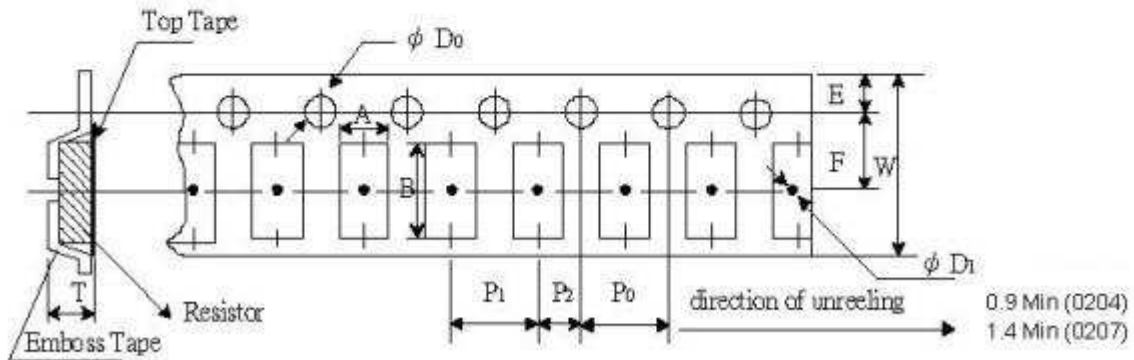 Top Tape
ϕ D0
E
A
F
W
B
ϕ D1
T
P1
P2
P0
direction of unreeling
0.9 Min (0204)
Resistor
1.4 Min (0207)
Emboss Tape